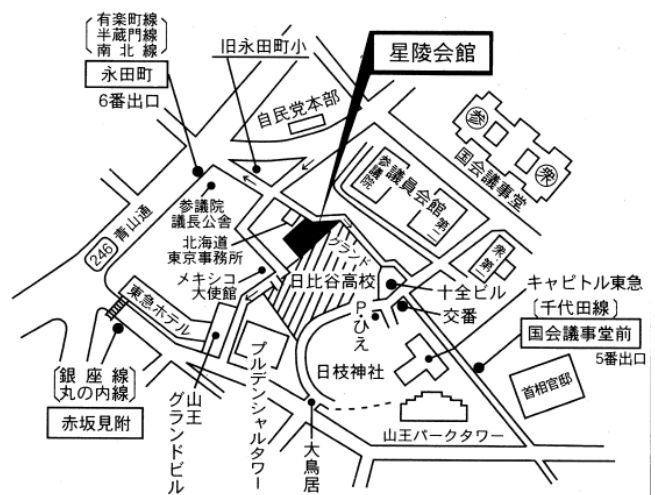 有楽町線
半蔵門線
南北線
永田町
6番出口
旧永田町小
星陵会館
自民党本部
参
衆
国会議事堂
参議院
議員会館
第二
衆・第一
参議院
議長公舎
北海道
東京事務所
メキシコ
大使館
グランド
日比谷高校
十全ビル
交番
P.ひえ
キャピトル東急
〔千代田線〕
国会議事堂前
5番出口
首相官邸
日枝神社
山王パークタワー
大鳥居
プルデンシャルタワー
山王
グランドビル
東急ホテル
246
青山通
銀座線
丸の内線
赤坂見附